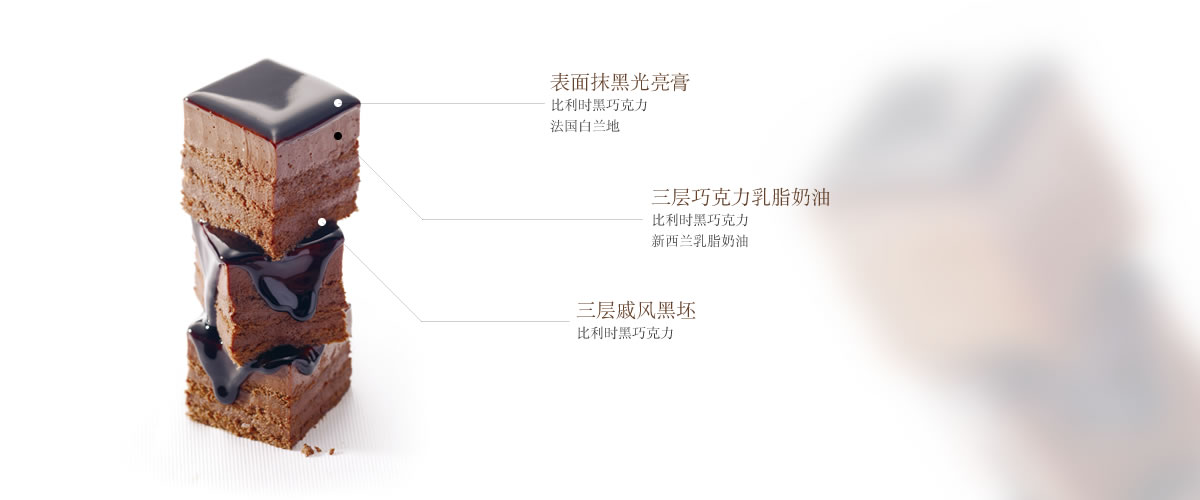 表面抹黑光亮膏
比利时黑巧克力
法国白兰地
三层巧克力乳脂奶油
比利时黑巧克力
新西兰乳脂奶油
三层戚风黑坯
比利时黑巧克力